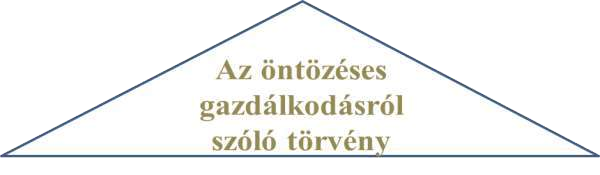 Az öntözéses
gazdálkodásról
szóló törvény